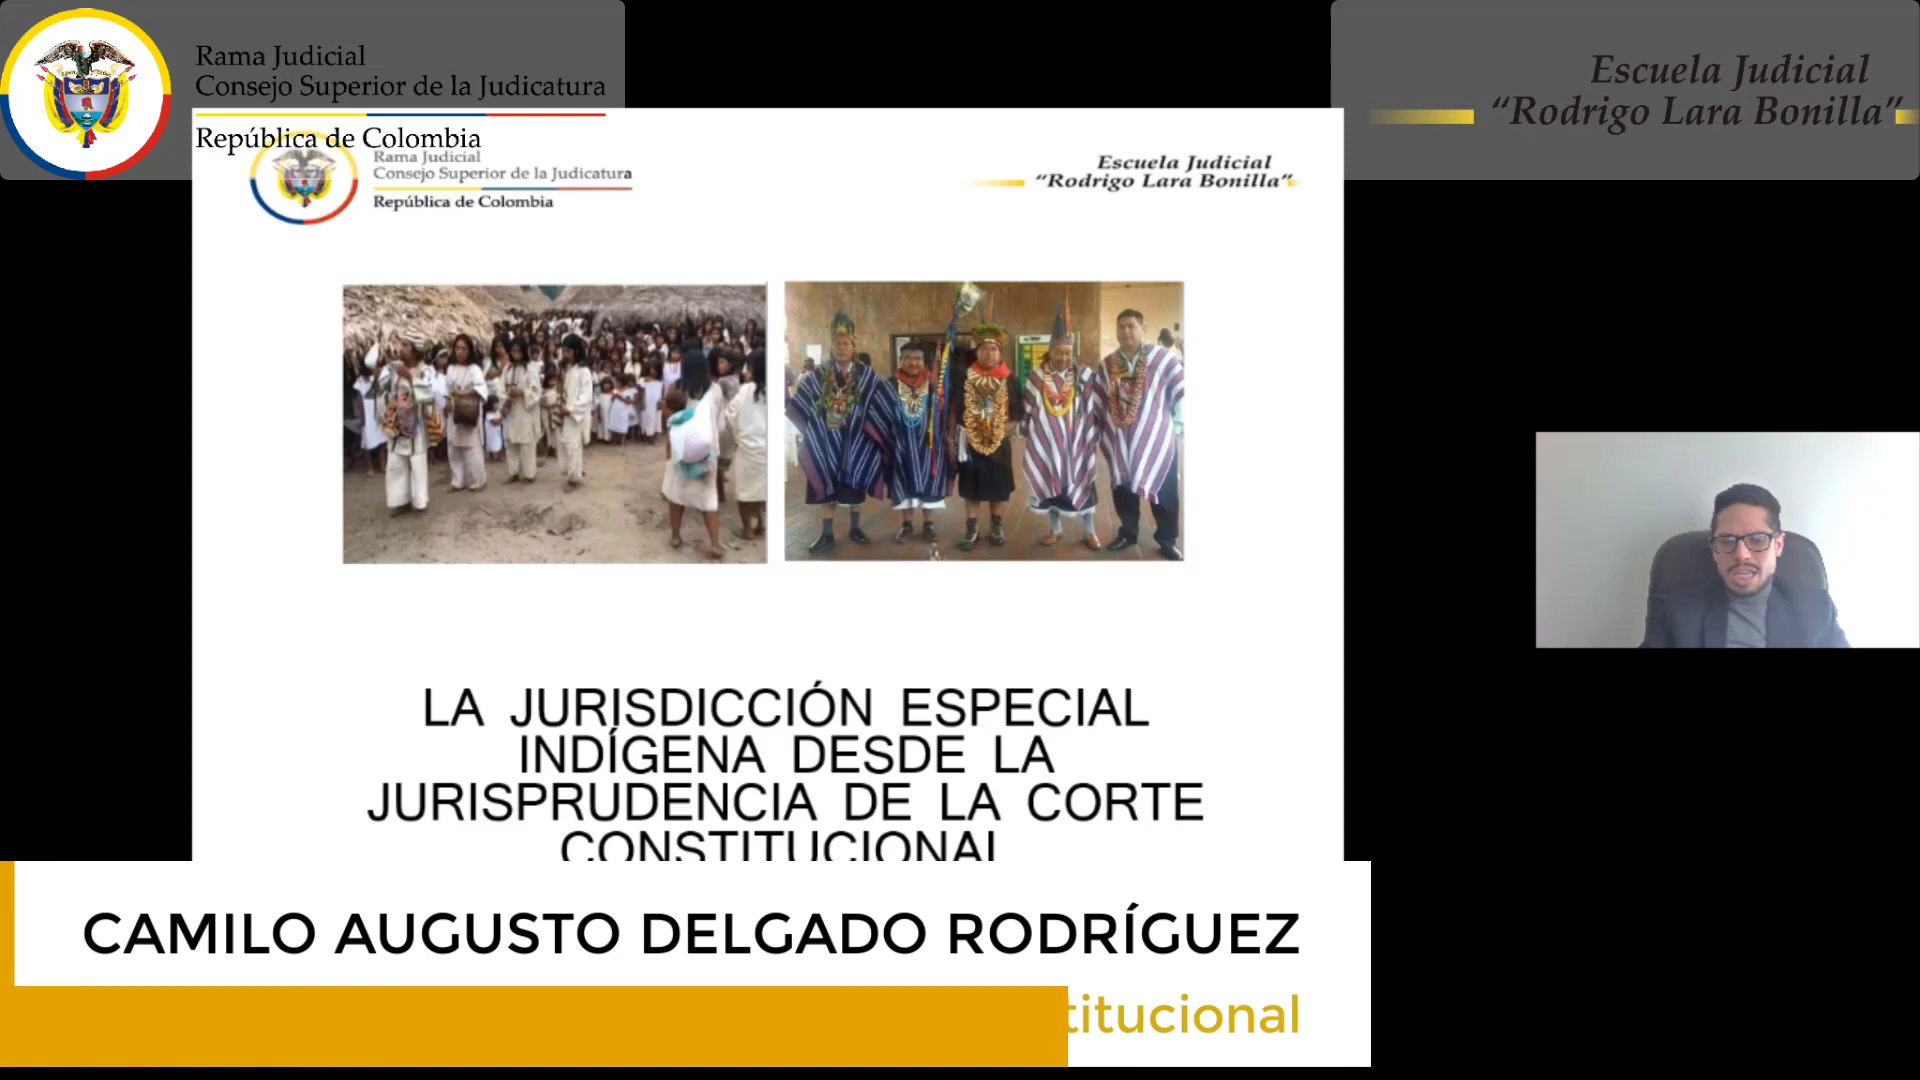 Rama Judicial
Consejo Superior de la Judicatura
República de Colombia
Escuela Judicial
“Rodrigo Lara Bonilla”
Rama Judicial
Consejo Superior de la Judicatura
República de Colombia
Escuela Judicial
“Rodrigo Lara Bonilla”
LA JURISDICCIÓN ESPECIAL
INDÍGENA DESDE LA
JURISPRUDENCIA DE LA CORTE
CONSTITUCIONAL
CAMILO AUGUSTO DELGADO RODRÍGUEZ
titucional